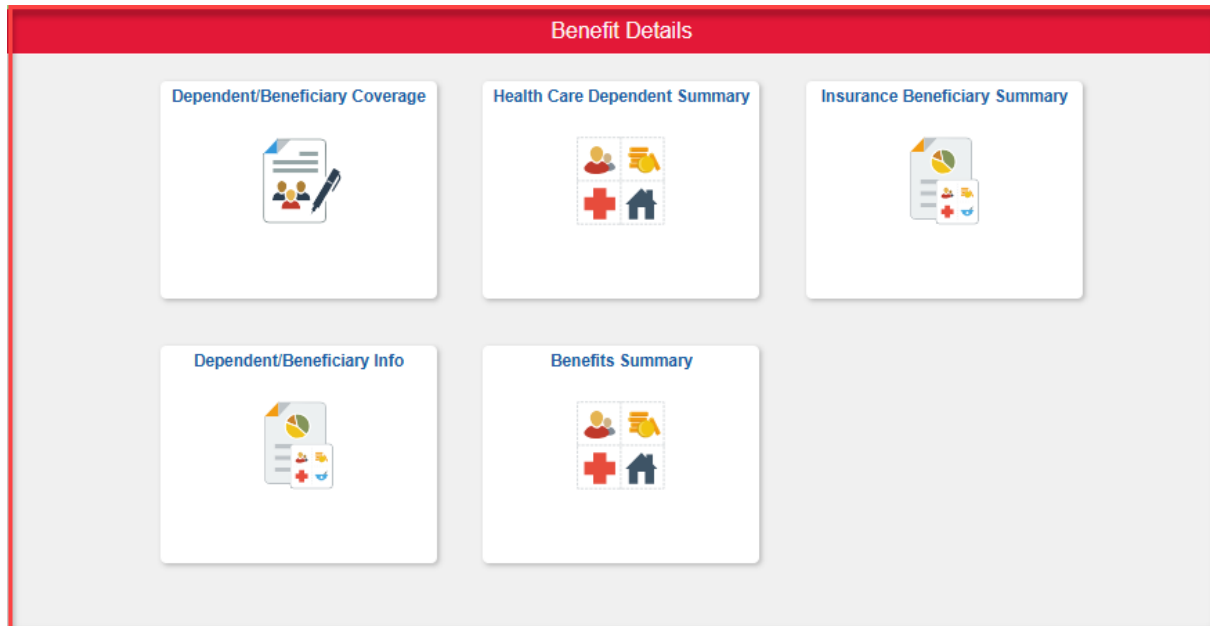 Benefit Details
Dependent/Beneficiary Coverage
Health Care Dependent Summary
Insurance Beneficiary Summary
Dependent/Beneficiary Info
Benefits Summary